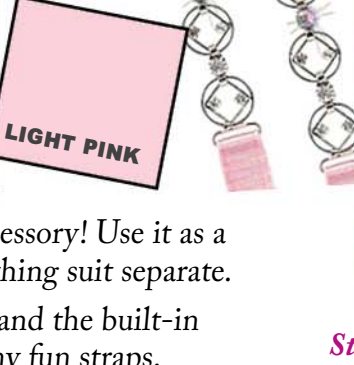 LIGHT PINK
essory! Use it as a
thing suit separate.
and the built-in
ny fun straps.
St